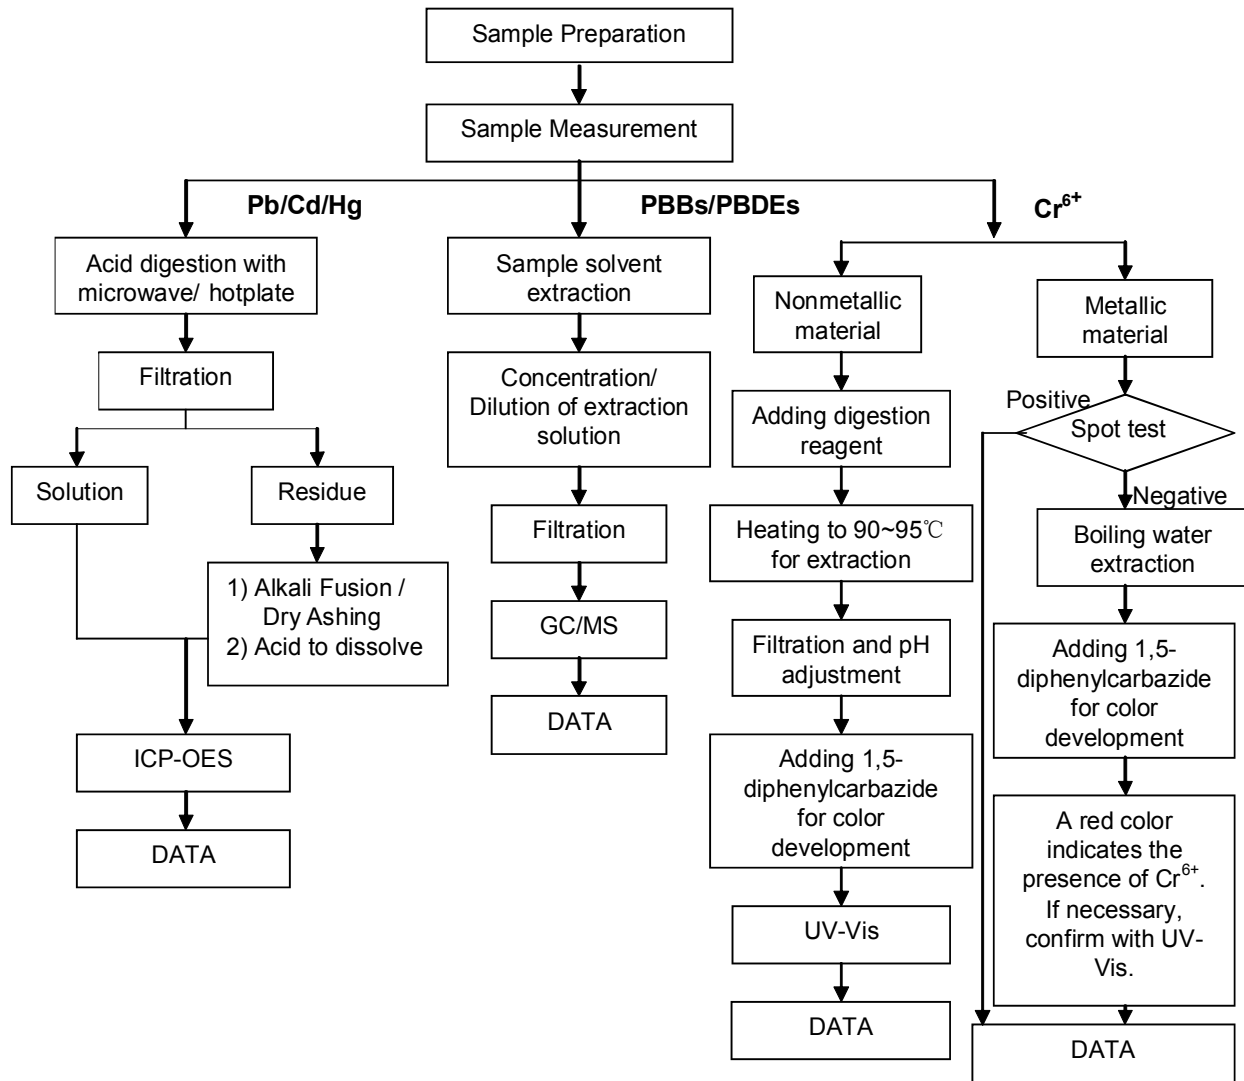 Sample Preparation
Sample Measurement
Pb/Cd/Hg
PBBs/PBDEs
Cr⁶⁺
Acid digestion with
microwave/ hotplate
Filtration
Solution
Residue
1) Alkali Fusion /
Dry Ashing
2) Acid to dissolve
ICP-OES
DATA
Sample solvent
extraction
Concentration/
Dilution of extraction
solution
Filtration
GC/MS
DATA
Nonmetallic
material
Adding digestion
reagent
Heating to 90~95℃
for extraction
Filtration and pH
adjustment
Adding 1,5-
diphenylcarbazide
for color
development
UV-Vis
DATA
Metallic
material
Positive
Spot test
Negative
Boiling water
extraction
Adding 1,5-
diphenylcarbazide
for color
development
A red color
indicates the
presence of Cr⁶⁺.
If necessary,
confirm with UV-
Vis.
DATA